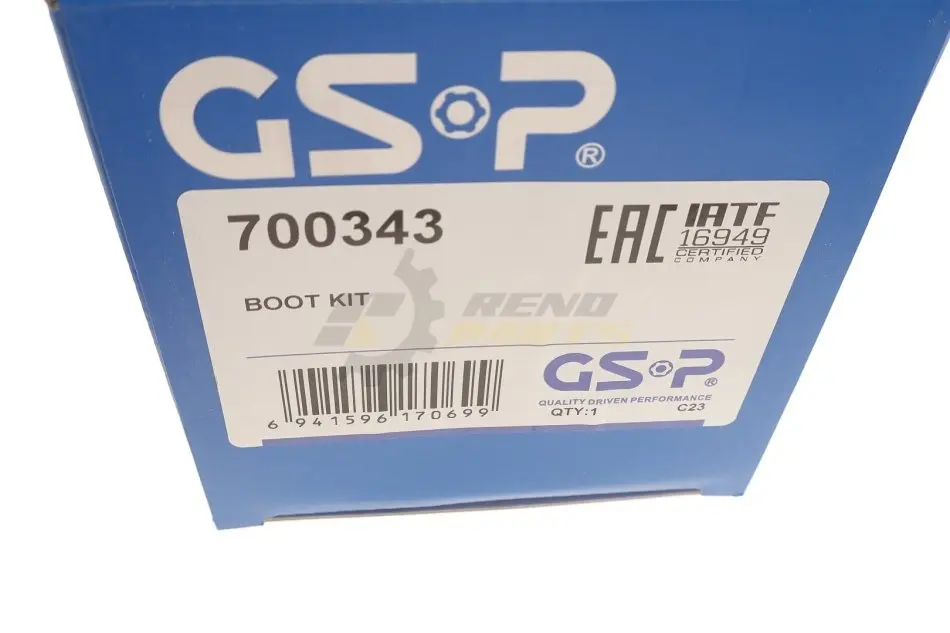 GSP®
700343
EAC
IATF
16949
CERTIFIED
COMPANY
BOOT KIT
RENO
PARTS
GSP®
QUALITY DRIVEN PERFORMANCE
QTY:1 C23
6 941596 170699